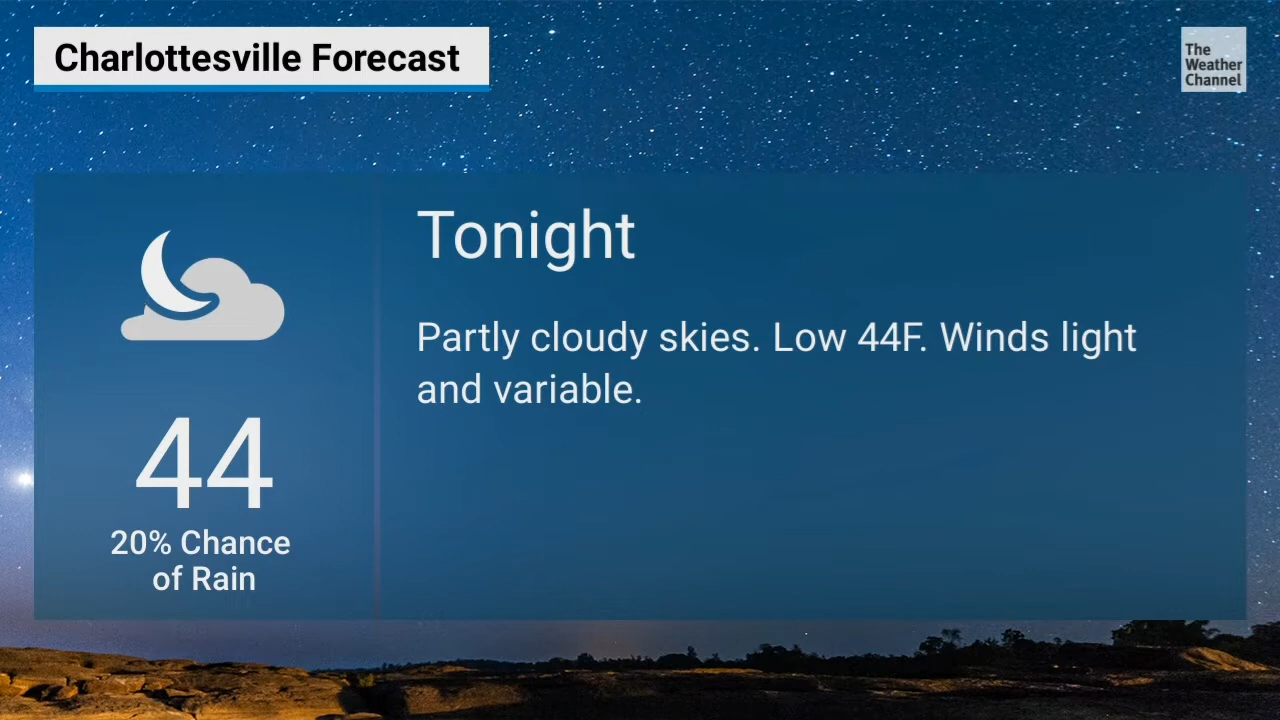 Charlottesville Forecast
The
Weather
Channel
Tonight
Partly cloudy skies. Low 44F. Winds light
and variable.
44
20% Chance
of Rain